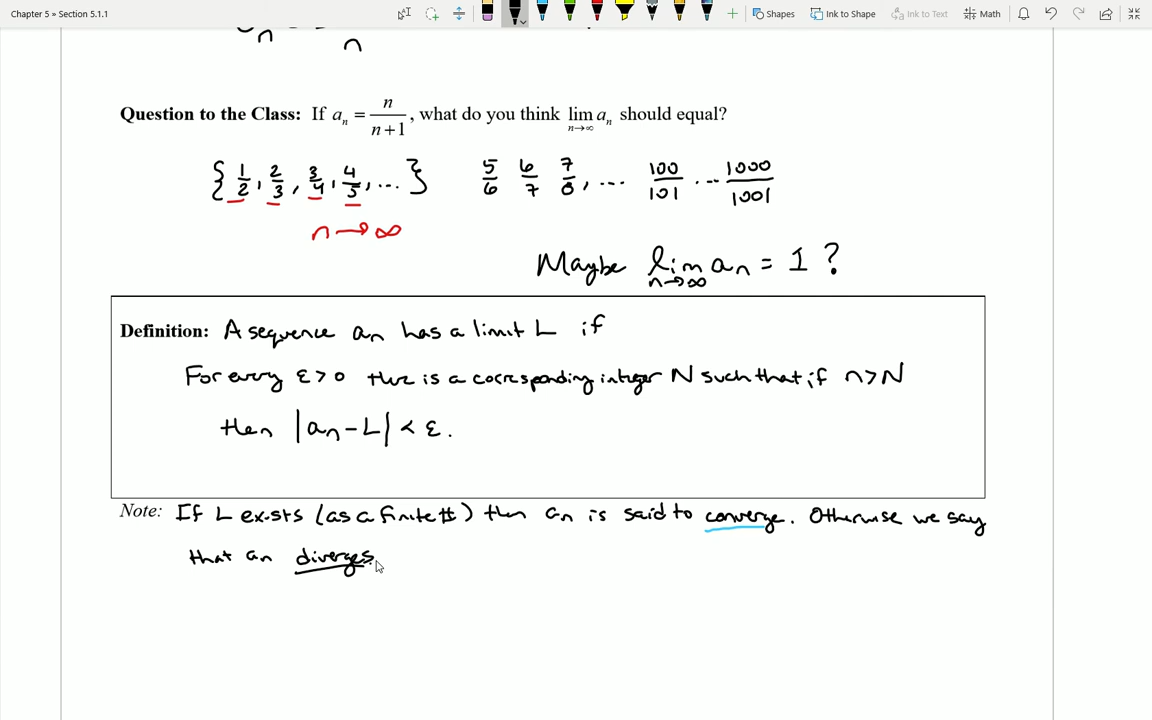 Chapter 5 » Section 5.1.1
Shapes Ink to Shape Ink to Text Math
n n
Question to the Class: If aₙ = n/(n+1), what do you think lim n→∞ aₙ should equal?
{ 1/2, 2/3, 3/4, 4/5, ... } 5/6 6/7 7/8, ... 100/101 ... 1000/1001
n→∞
Maybe lim n→∞ an = 1 ?
Definition: A sequence an has a limit L if
For every ε > 0 there is a corresponding integer N such that if n > N
then |an - L| < ε.
Note: If L exists (as a finite #) then an is said to converge. Otherwise we say
that an diverges.